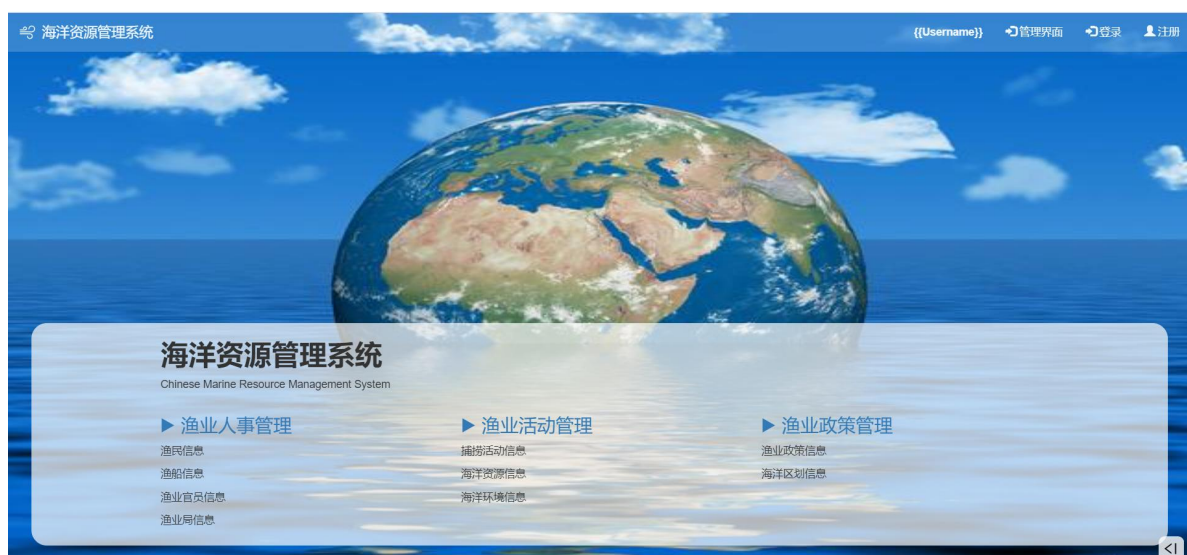 海洋资源管理系统
{{Username}}
管理界面
登录
注册
海洋资源管理系统
Chinese Marine Resource Management System
渔业人事管理
渔民信息
渔船信息
渔业官员信息
渔业局信息
渔业活动管理
捕捞活动信息
海洋资源信息
海洋环境信息
渔业政策管理
渔业政策信息
海洋区划信息